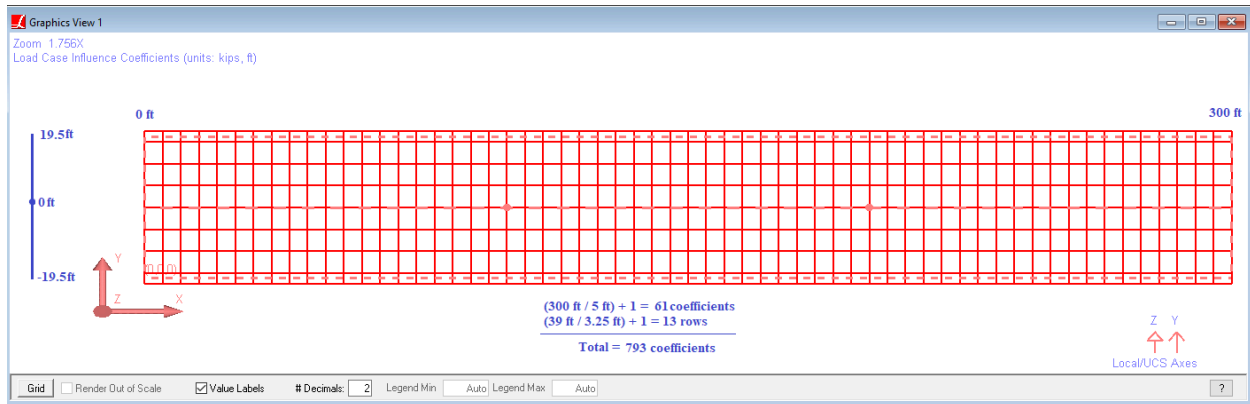 Graphics View 1
Zoom 1.756X
Load Case Influence Coefficients (units: kips, ft)
0 ft
300 ft
19.5ft
0 ft
-19.5ft
Y
Z
X
(300 ft / 5 ft) + 1 = 61 coefficients
(39 ft / 3.25 ft) + 1 = 13 rows
Total = 793 coefficients
Z Y
Local/UCS Axes
Grid Render Out of Scale Value Labels # Decimals: 2 Legend Min Auto Legend Max Auto ?